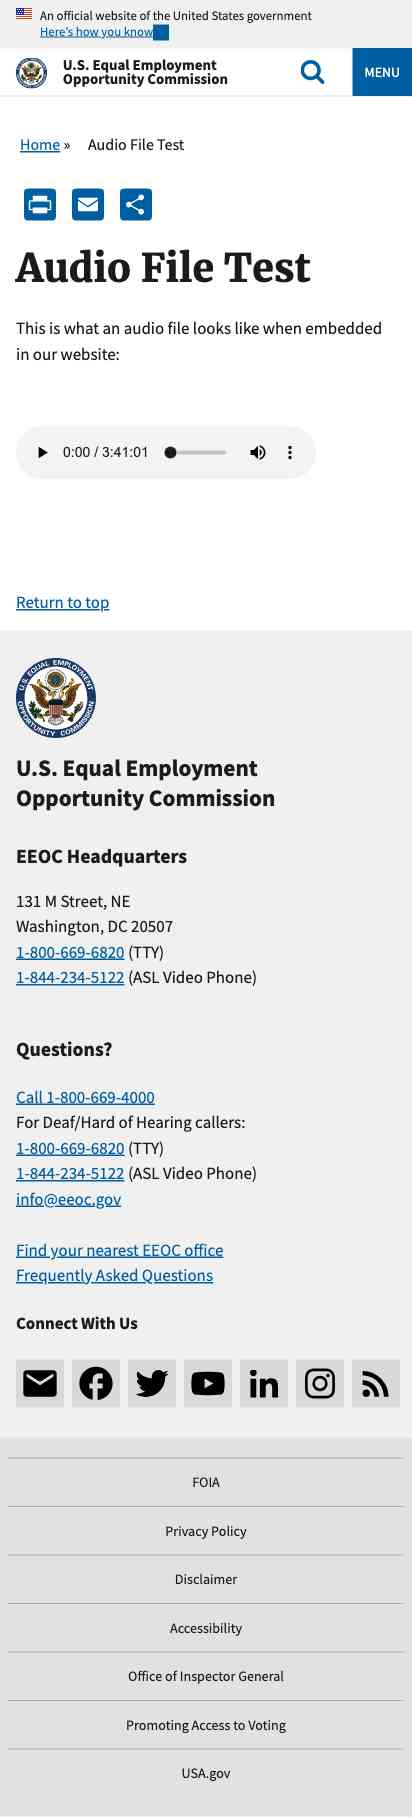 An official website of the United States government
Here's how you know
U.S. Equal Employment
Opportunity Commission
MENU
Home » Audio File Test
Audio File Test
This is what an audio file looks like when embedded
in our website:
0:00 / 3:41:01
Return to top
U.S. EQUAL EMPLOYMENT OPPORTUNITY COMMISSION
U.S. Equal Employment
Opportunity Commission
EEOC Headquarters
131 M Street, NE
Washington, DC 20507
1-800-669-6820 (TTY)
1-844-234-5122 (ASL Video Phone)
Questions?
Call 1-800-669-4000
For Deaf/Hard of Hearing callers:
1-800-669-6820 (TTY)
1-844-234-5122 (ASL Video Phone)
info@eeoc.gov
Find your nearest EEOC office
Frequently Asked Questions
Connect With Us
in
FOIA
Privacy Policy
Disclaimer
Accessibility
Office of Inspector General
Promoting Access to Voting
USA.gov